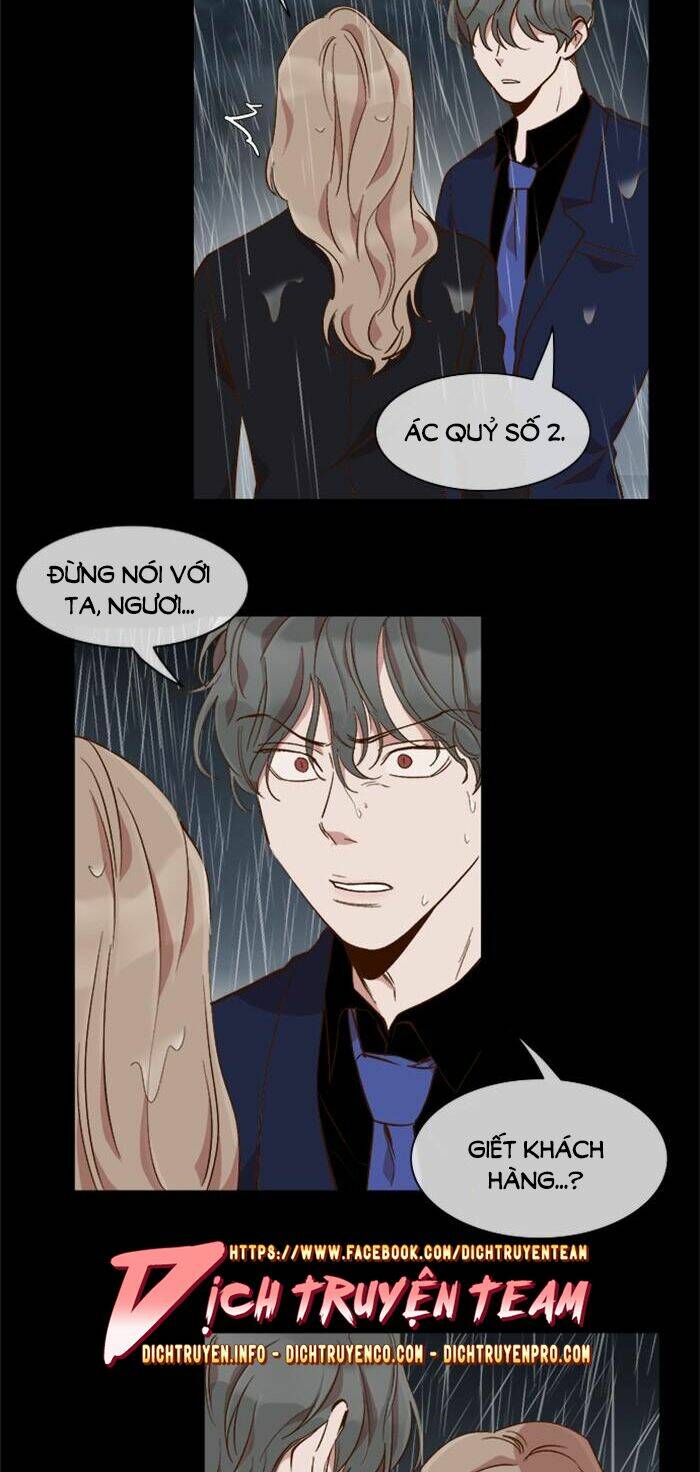 ÁC QUỶ SỐ 2.
ĐỪNG NÓI VỚI
TA, NGƯƠI...
GIẾT KHÁCH
HÀNG...?
HTTPS://WWW.FACEBOOK.COM/DICHTRUYENTEAM
DỊCH TRUYỆN TEAM
DICHTRUYEN.INFO - DICHTRUYENCO.COM - DICHTRUYENPRO.COM